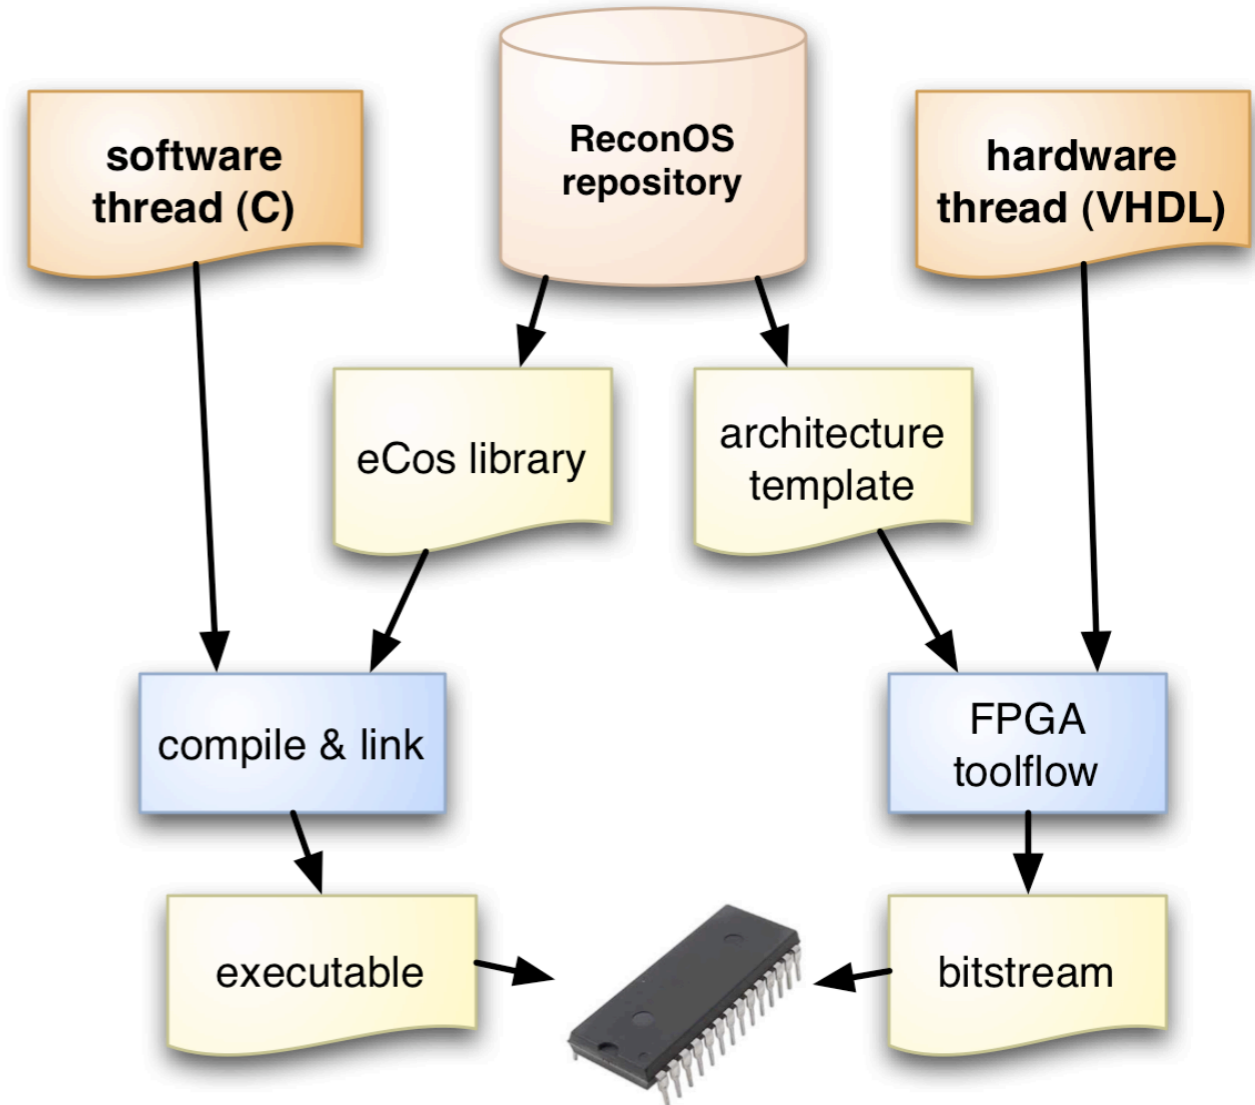 software
thread (C)
ReconOS
repository
hardware
thread (VHDL)
eCos library
architecture
template
compile & link
FPGA
toolflow
executable
bitstream